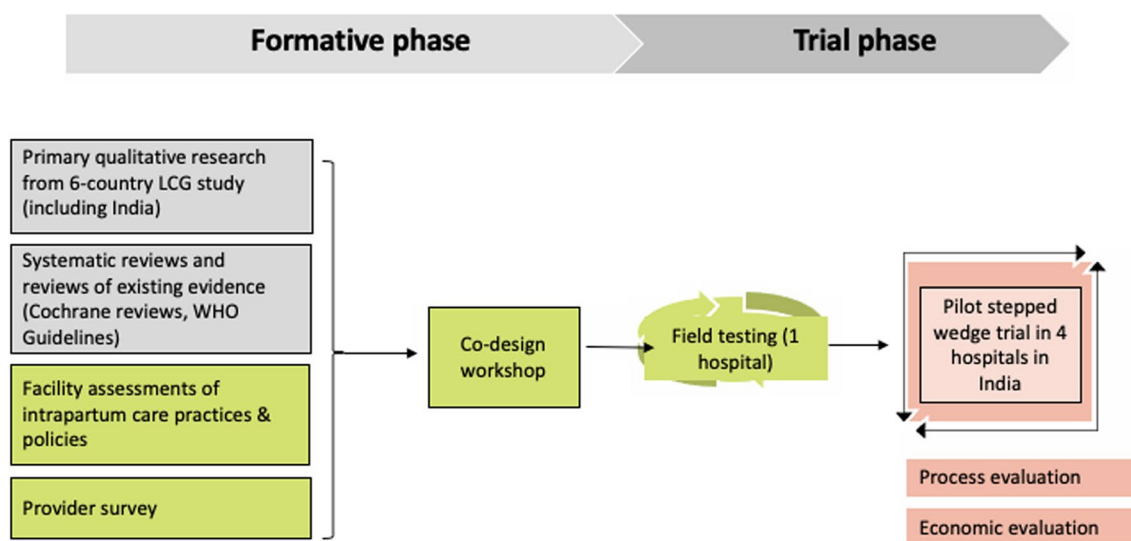 Formative phase
Trial phase
Primary qualitative research
from 6-country LCG study
(including India)
Systematic reviews and
reviews of existing evidence
(Cochrane reviews, WHO
Guidelines)
Facility assessments of
intrapartum care practices &
policies
Provider survey
Co-design
workshop
Field testing (1
hospital)
Pilot stepped
wedge trial in 4
hospitals in
India
Process evaluation
Economic evaluation